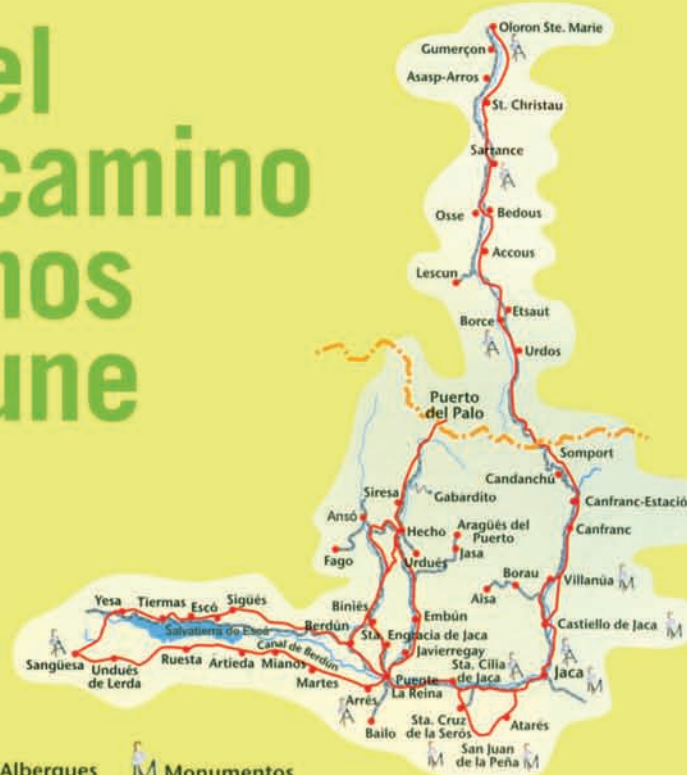 el
camino
nos
une
Oloron Ste. Marie
Gumerçon
A
Asasp-Arros
St. Christau
Sarrance
A
Osse
Bedous
Accous
Lescun
Etsaut
Borce
A
Urdos
Puerto
del Palo
Somport
Candanchú
Siresa
Gabardito
Canfranc-Estació
Ansó
Hecho
Aragüés del
Puerto
Canfranc
Jasa
Fago
Urdués
Borau
Villanúa
M
Aisa
Yesa
Tiermas
Escó
Sigüés
Biniés
Embún
Castiello de Jaca
M
Salvatierra de Escá
Berdún
Sta. Engracia de Jaca
A
Canal de Berdún
Javierregay
A
Sangüesa
Undués
de Lerda
Ruesta
Artieda
Mianos
Martes
Puente
La Reina
Sta. Cilia
de Jaca
A
Jaca
A
M
Arrés
A
Bailo
Sta. Cruz
de la Serós
M
Atarés
San Juan
de la Peña
M
Albergues
M Monumentos